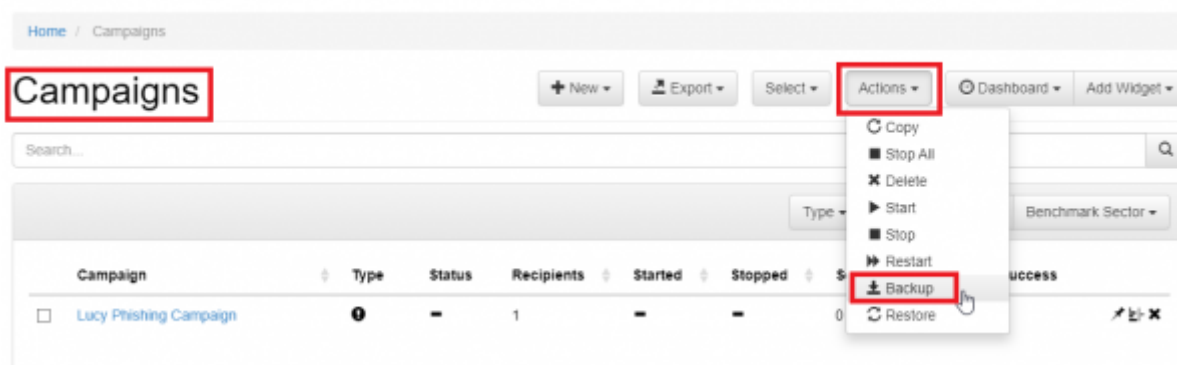 Home / Campaigns
Campaigns
New Export Select Actions Dashboard Add Widget
Copy
Search...
Stop All
Delete
Type Start Benchmark Sector
Stop
Restart
Campaign Type Status Recipients Started Stopped
Backup
Lucy Phishing Campaign 1 0
Restore